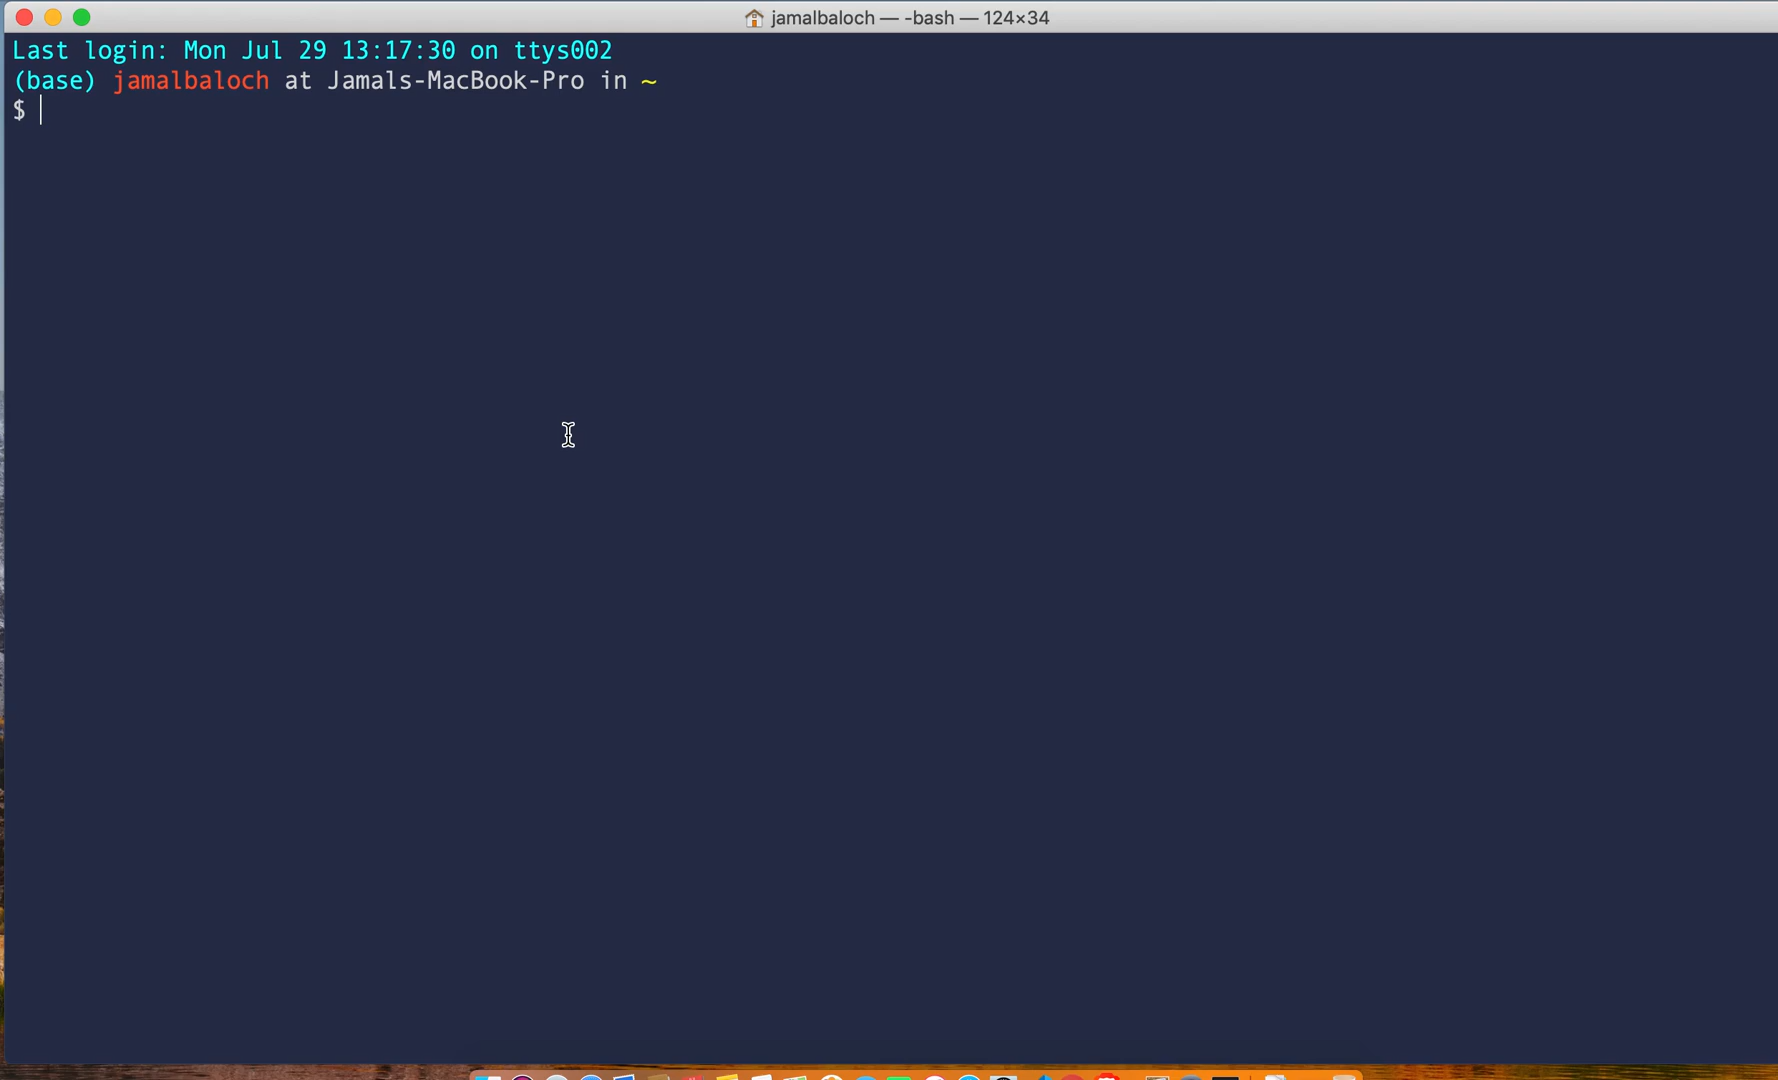 jamalbaloch — -bash — 124×34
Last login: Mon Jul 29 13:17:30 on ttys002
(base) jamalbaloch at Jamals-MacBook-Pro in ~
$